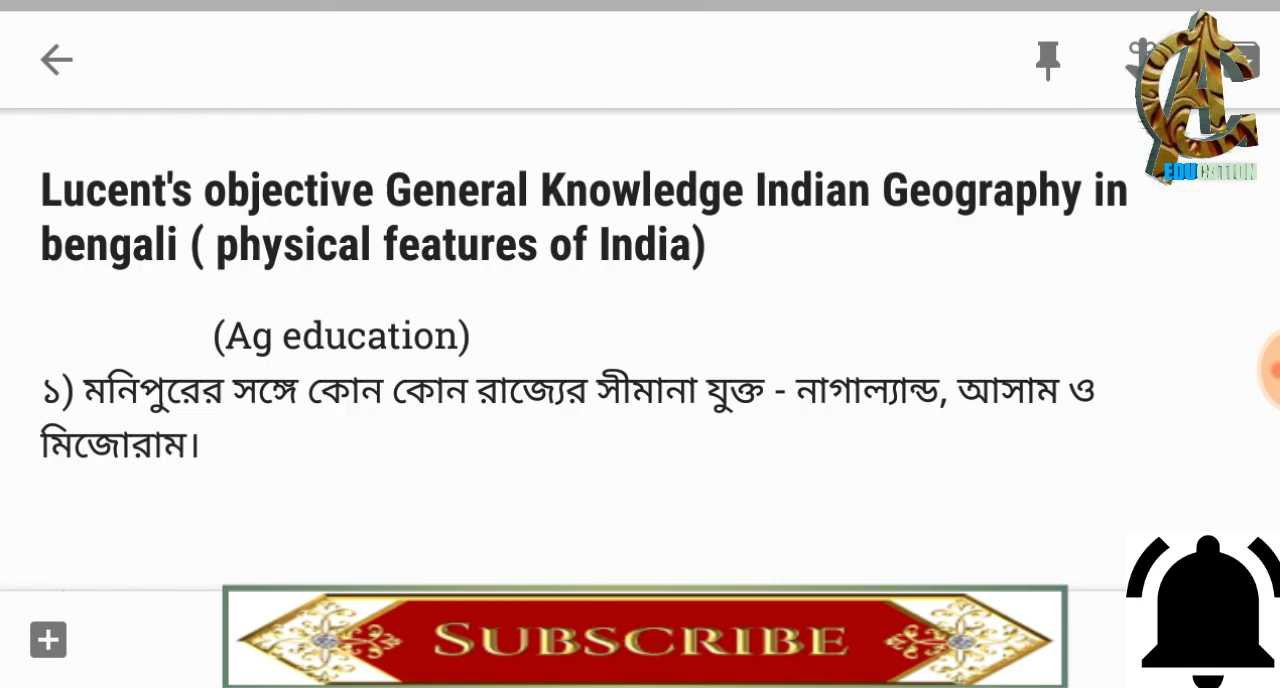 Lucent's objective General Knowledge Indian Geography in
bengali ( physical features of India)
(Ag education)
১) মনিপুরের সঙ্গে কোন কোন রাজ্যের সীমানা যুক্ত - নাগাল্যান্ড, আসাম ও
মিজোরাম।
EDUCATION
SUBSCRIBE